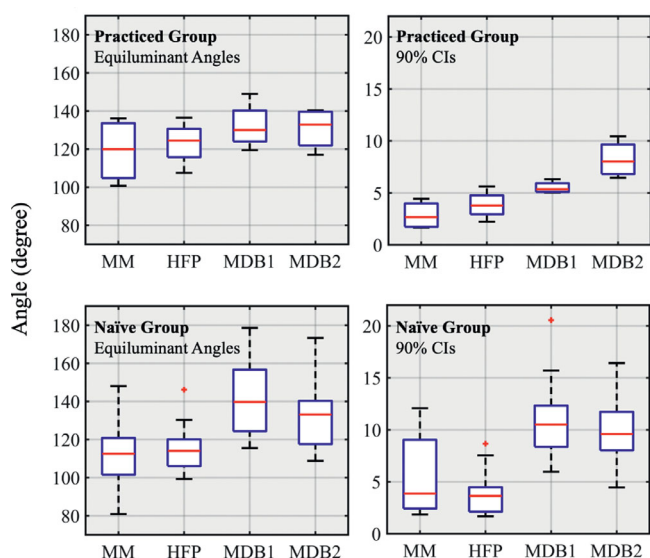 Angle (degree)
Practiced Group
Equiluminant Angles
180
160
140
120
100
80
MM HFP MDB1 MDB2
Practiced Group
90% CIs
20
15
10
5
0
MM HFP MDB1 MDB2
Naïve Group
Equiluminant Angles
180
160
140
120
100
80
MM HFP MDB1 MDB2
Naïve Group
90% CIs
20
15
10
5
0
MM HFP MDB1 MDB2